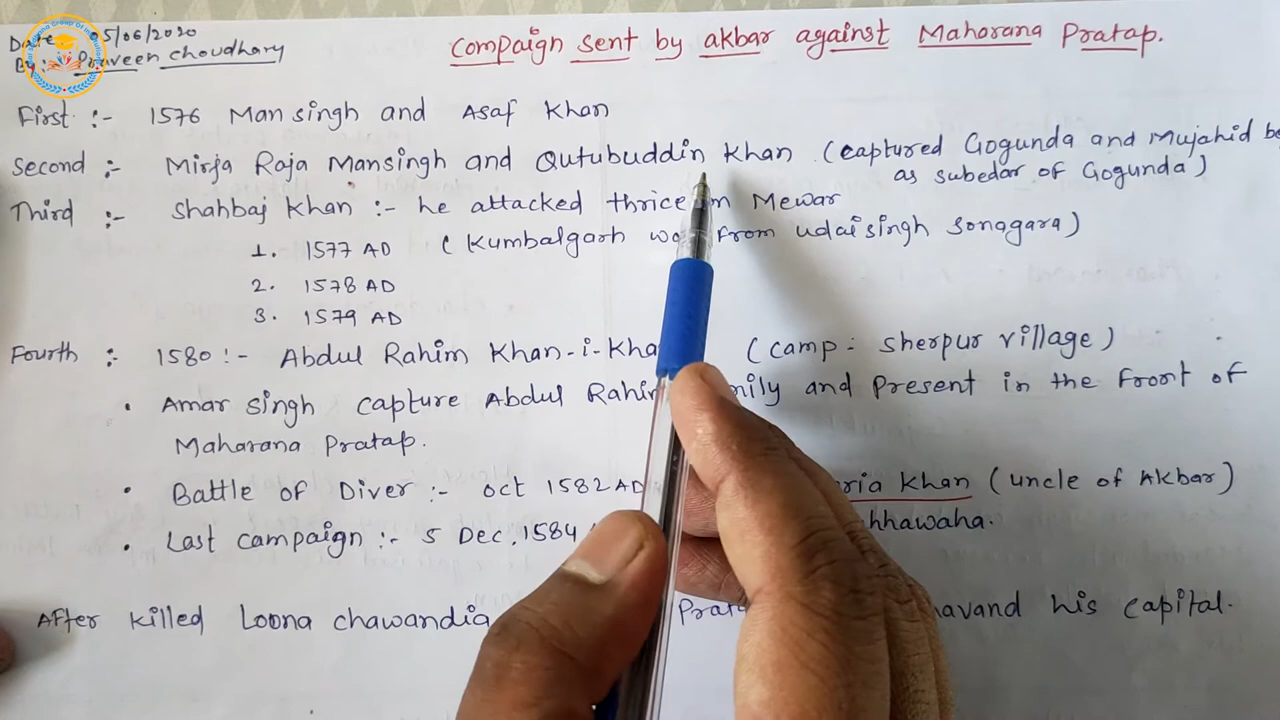 Date 05/06/2020
By:- Praveen choudhary
Compaign sent by akbar against Maharana Pratap.
First :- 1576 Mansingh and Asaf Khan
Second :- Mirja Raja Mansingh and Qutubuddin Khan (captured Gogunda and Mujahid be
as subedar of Gogunda)
Third :- Shahbaj Khan :- he attacked thrice in Mewar
1. 1577 AD (Kumbalgarh from udaisingh sonagara)
2. 1578 AD
3. 1579 AD
Fourth :- 1580 :- Abdul Rahim Khan-i-Kha (camp : sherpur village)
• Amar singh capture Abdul Rahim mily and present in the front of
Maharana Pratap.
• Battle of Diver :- oct 1582 AD ria khan (uncle of Akbar)
• Last campaign :- 5 Dec. 1584 hhawaha.
After killed Loona chawandia Prat avand his capital.